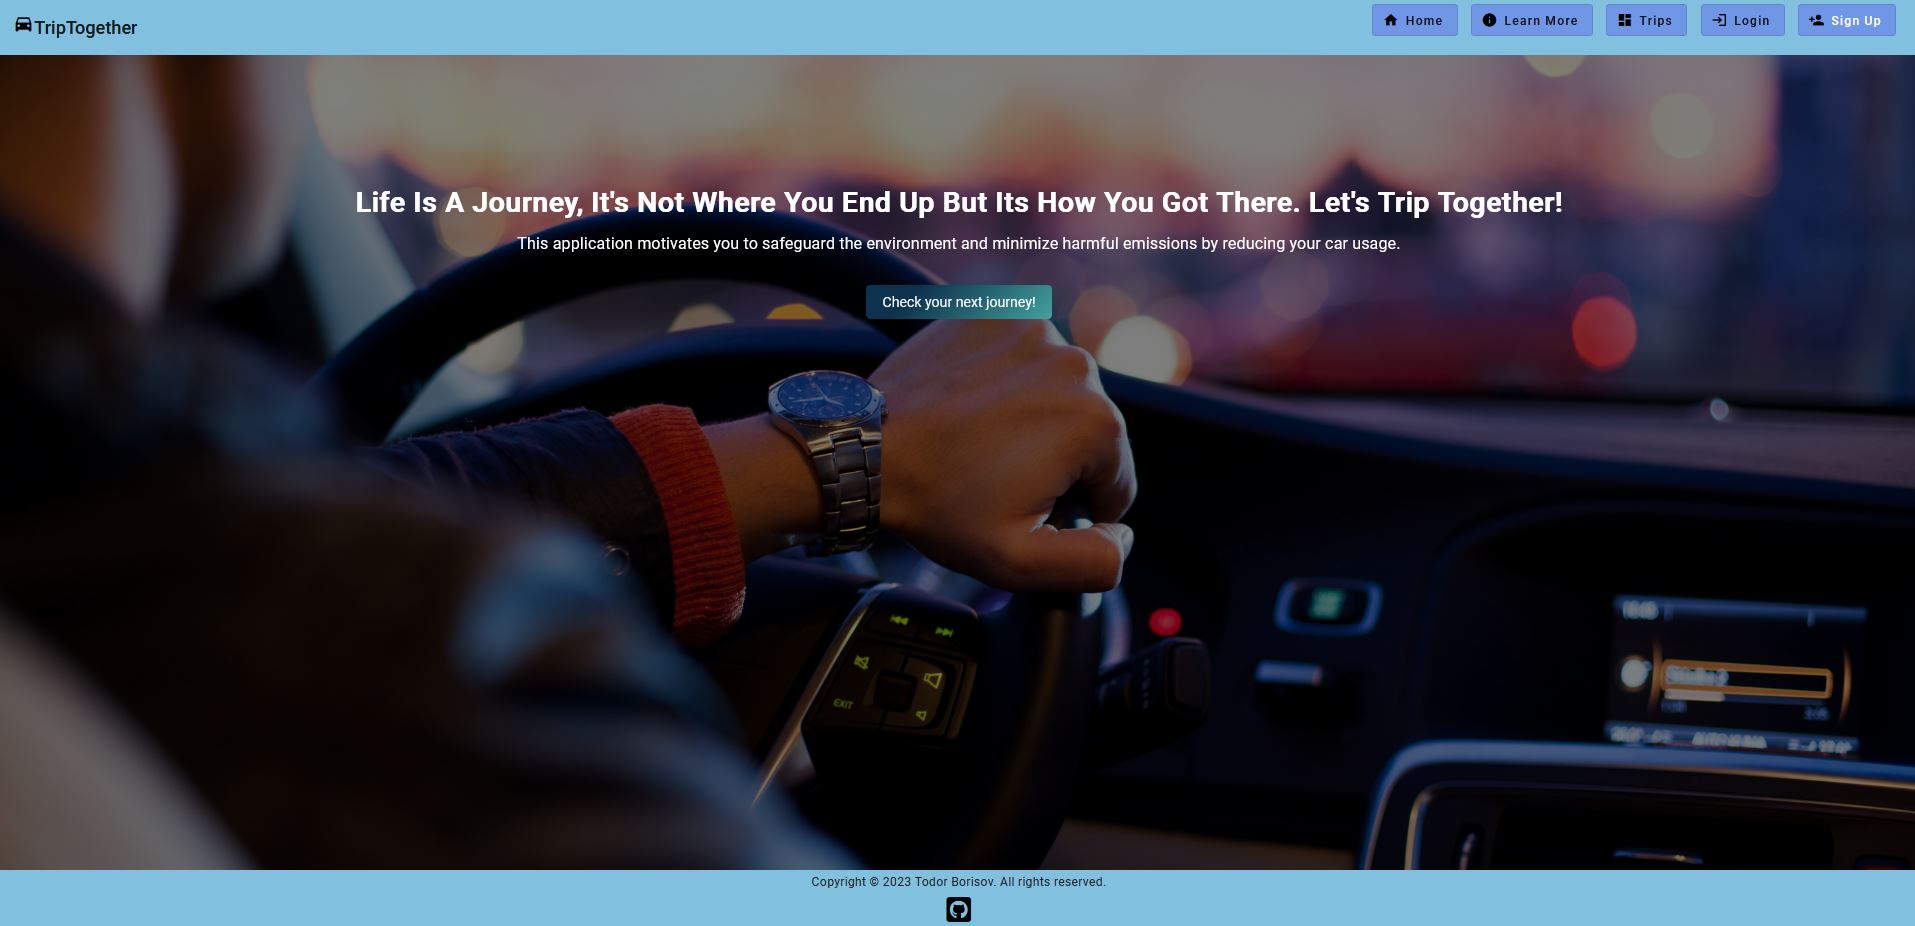 TripTogether
Home
Learn More
Trips
Login
Sign Up
Life Is A Journey, It's Not Where You End Up But Its How You Got There. Let's Trip Together!
This application motivates you to safeguard the environment and minimize harmful emissions by reducing your car usage.
Check your next journey!
EXIT
Copyright © 2023 Todor Borisov. All rights reserved.